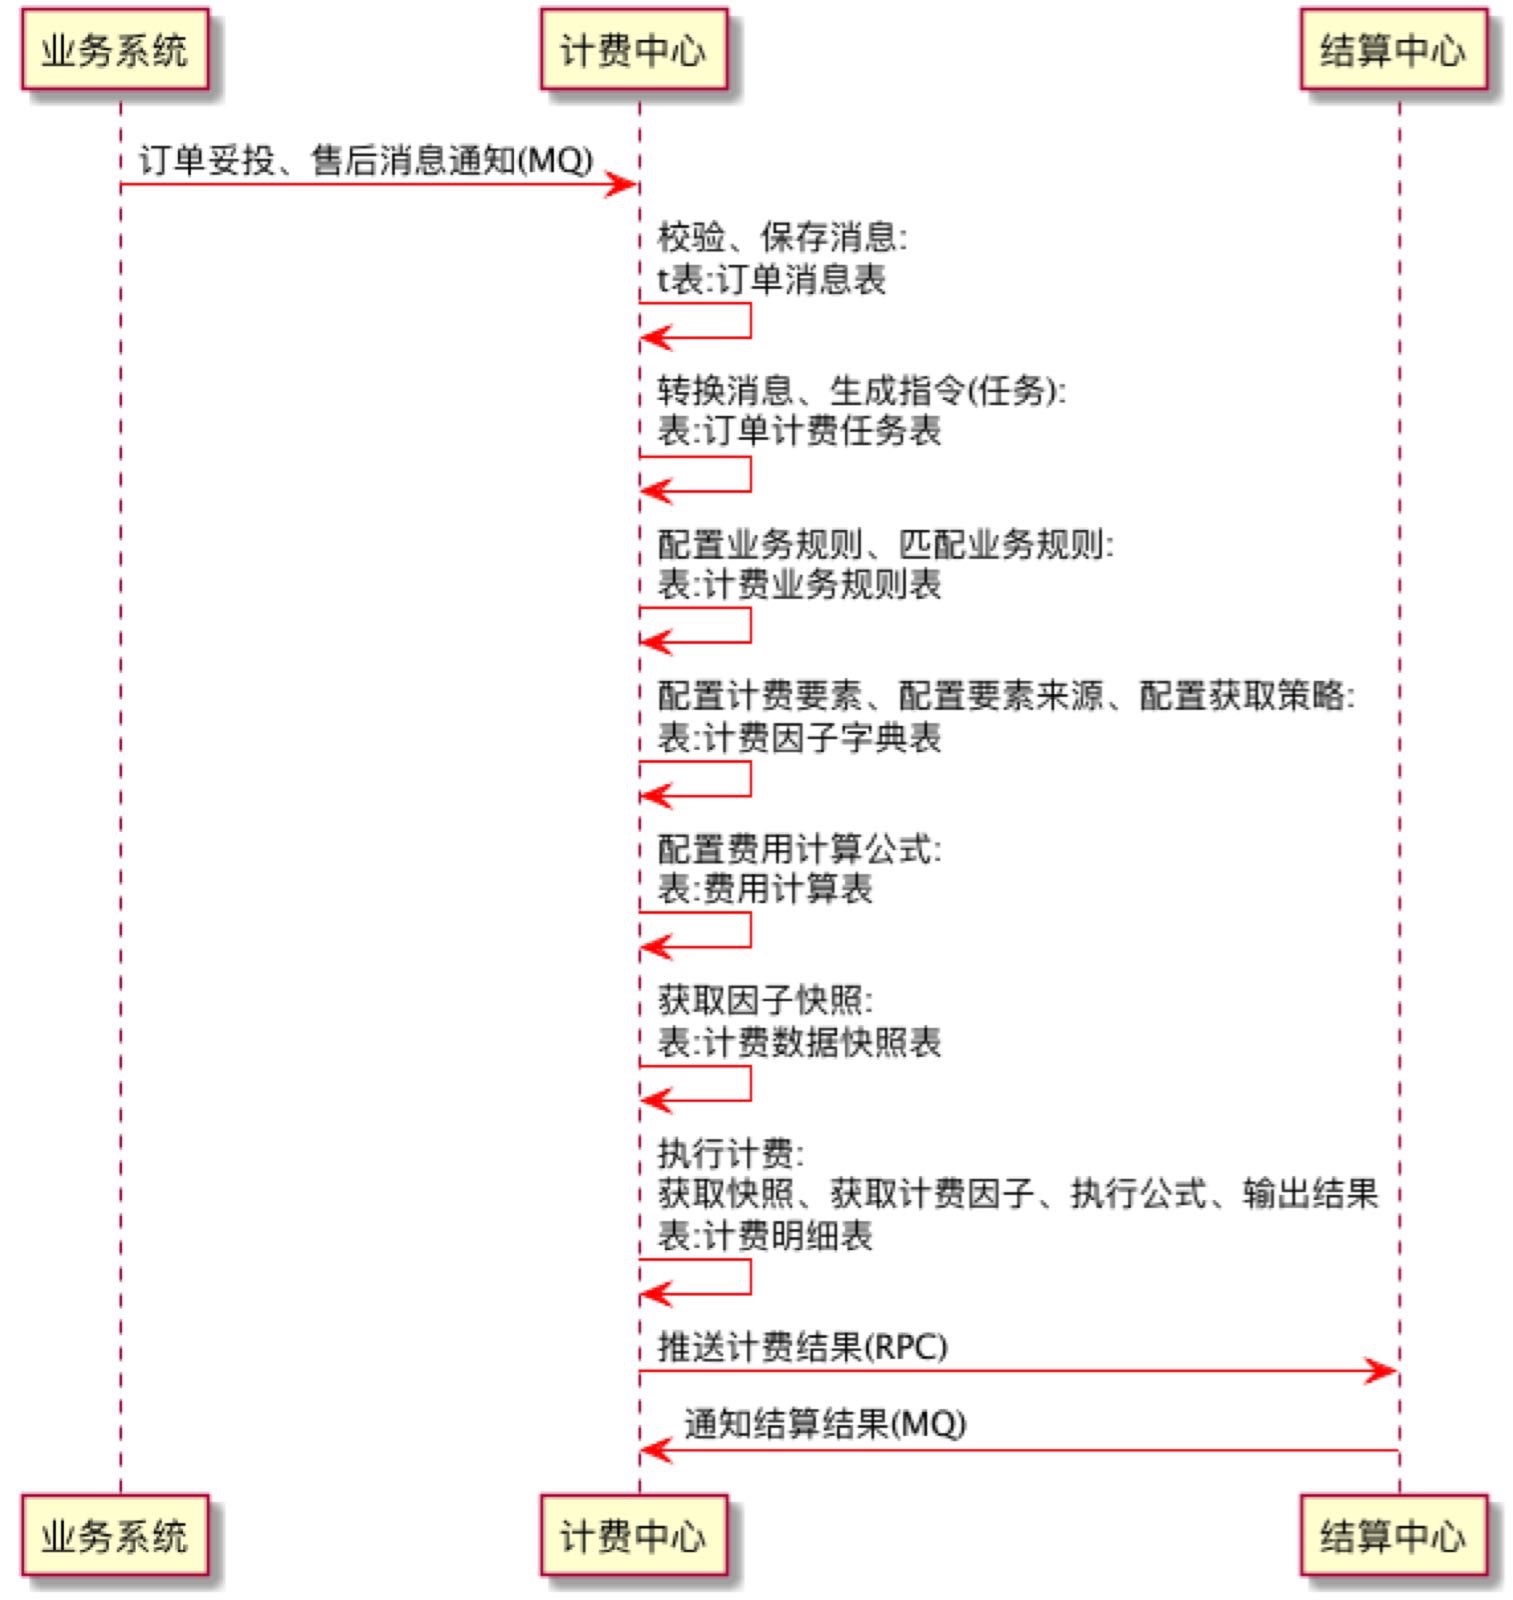 业务系统
计费中心
结算中心
订单妥投、售后消息通知(MQ)
校验、保存消息:
t表:订单消息表
转换消息、生成指令(任务):
表:订单计费任务表
配置业务规则、匹配业务规则:
表:计费业务规则表
配置计费要素、配置要素来源、配置获取策略:
表:计费因子字典表
配置费用计算公式:
表:费用计算表
获取因子快照:
表:计费数据快照表
执行计费:
获取快照、获取计费因子、执行公式、输出结果
表:计费明细表
推送计费结果(RPC)
通知结算结果(MQ)
业务系统
计费中心
结算中心